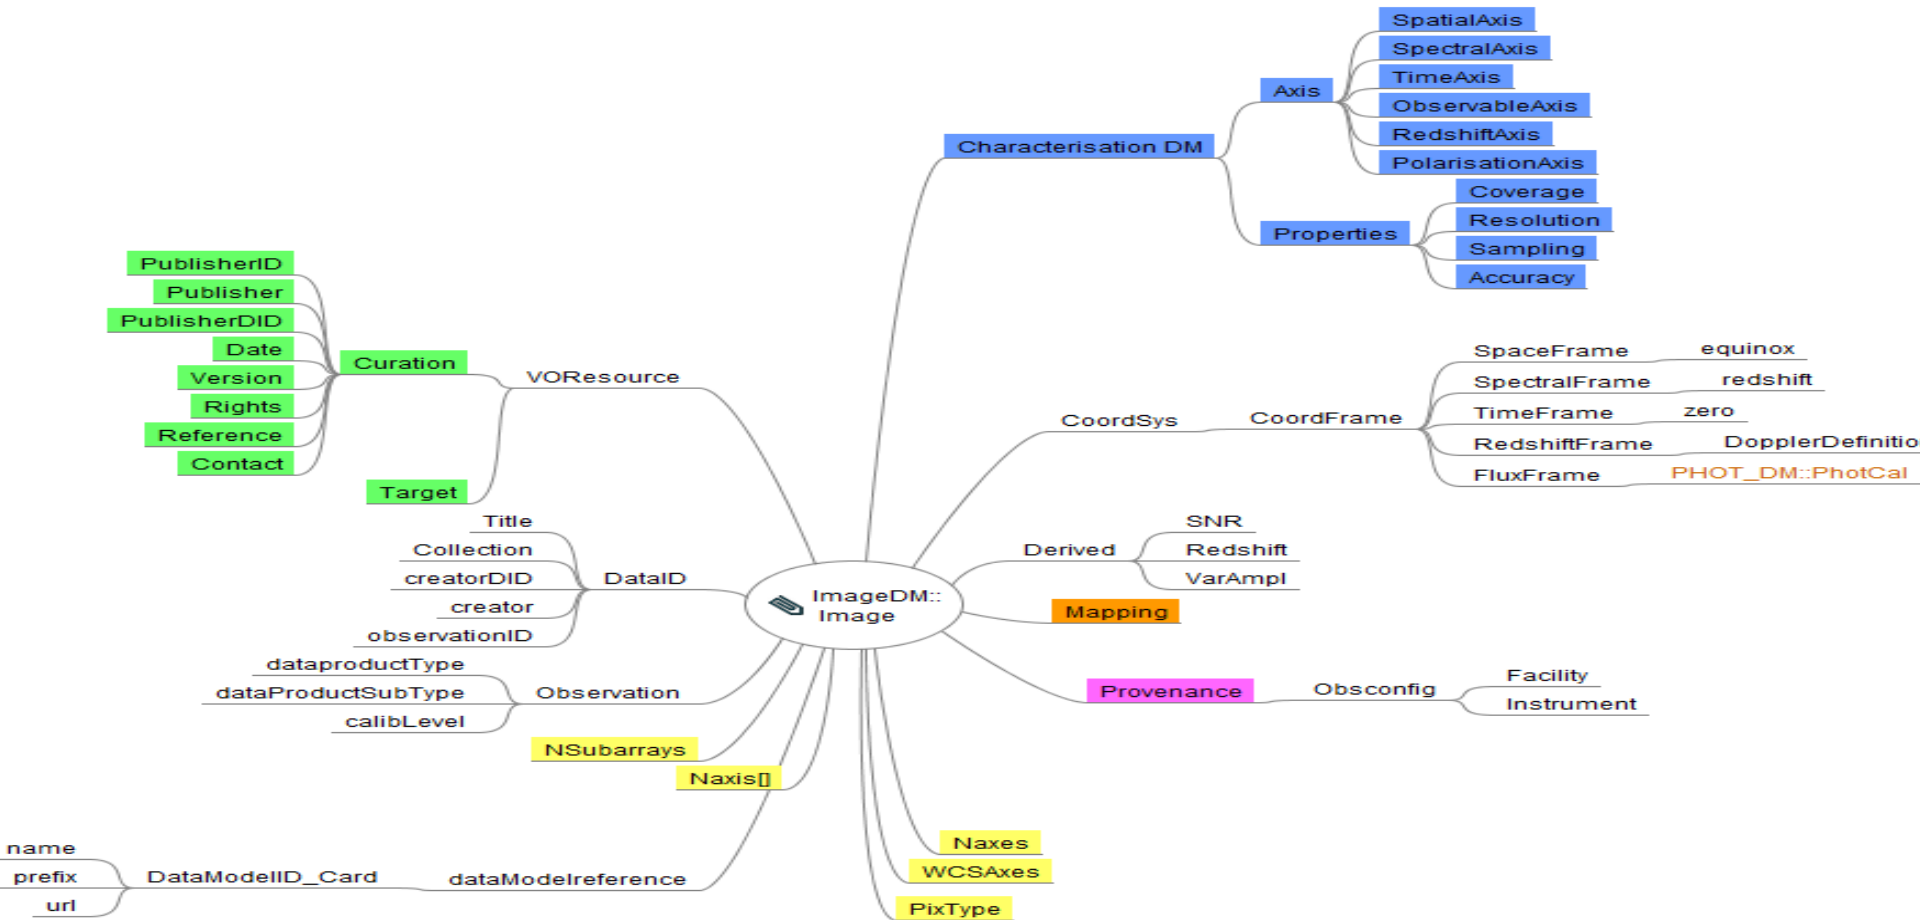 SpatialAxis
SpectralAxis
TimeAxis
Axis
ObservableAxis
RedshiftAxis
Characterisation DM
PolarisationAxis
Coverage
Resolution
Properties
Sampling
Accuracy
PublisherID
Publisher
PublisherDID
Date
Version
Rights
Reference
Contact
Curation
VOResource
Target
SpaceFrame
equinox
SpectralFrame
redshift
CoordSys
CoordFrame
TimeFrame
zero
RedshiftFrame
DopplerDefinitio
FluxFrame
PHOT_DM::PhotCal
Title
Collection
creatorDID
creator
observationID
DataID
SNR
Derived
Redshift
VarAmpl
ImageDM::
Image
Mapping
dataproductType
dataProductSubType
calibLevel
Observation
Provenance
Obsconfig
Facility
Instrument
NSubarrays
Naxis[]
Naxes
WCSAxes
PixType
name
prefix
url
DataModelID_Card
dataModelreference